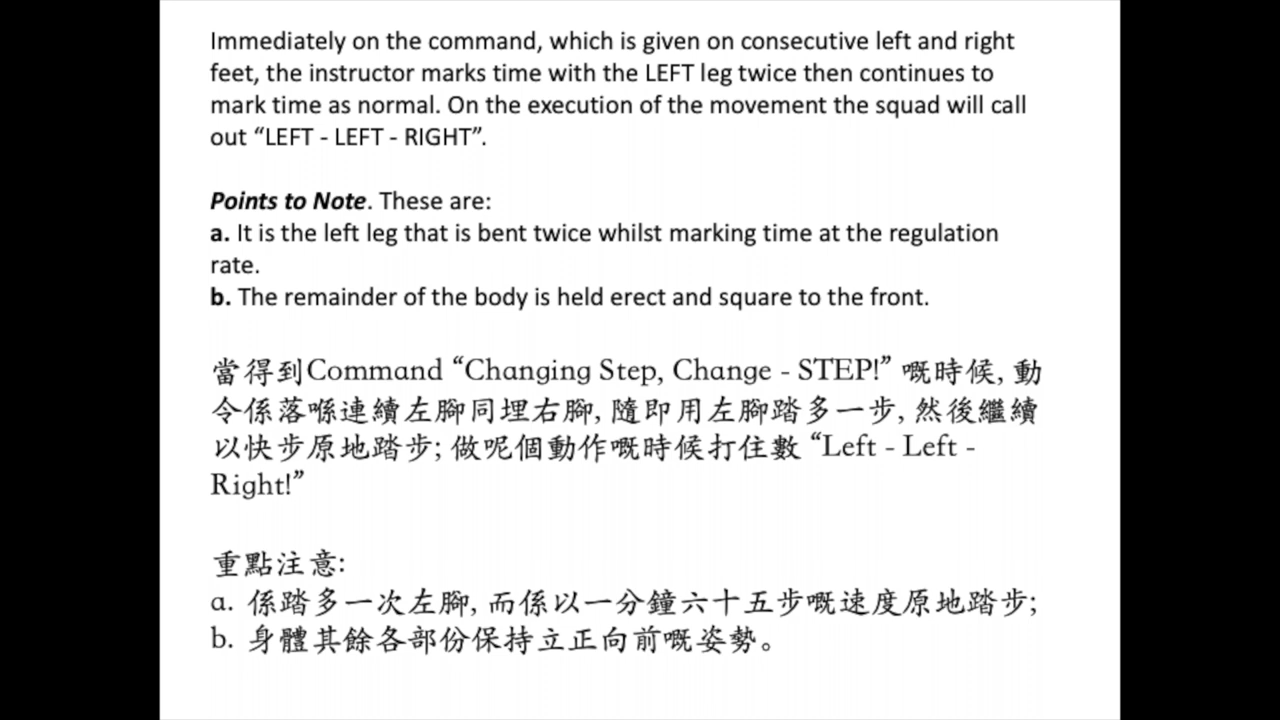 Immediately on the command, which is given on consecutive left and right
feet, the instructor marks time with the LEFT leg twice then continues to
mark time as normal. On the execution of the movement the squad will call
out “LEFT - LEFT - RIGHT”.
Points to Note. These are:
a. It is the left leg that is bent twice whilst marking time at the regulation
rate.
b. The remainder of the body is held erect and square to the front.
當得到Command “Changing Step, Change - STEP!” 嘅時候, 動
令係落喺連續左腳同埋右腳, 隨即用左腳踏多一步, 然後繼續
以快步原地踏步; 做呢個動作嘅時候打住數 “Left - Left -
Right!”
重點注意:
a. 係踏多一次左腳, 而係以一分鐘六十五步嘅速度原地踏步;
b. 身體其餘各部份保持立正向前嘅姿勢。